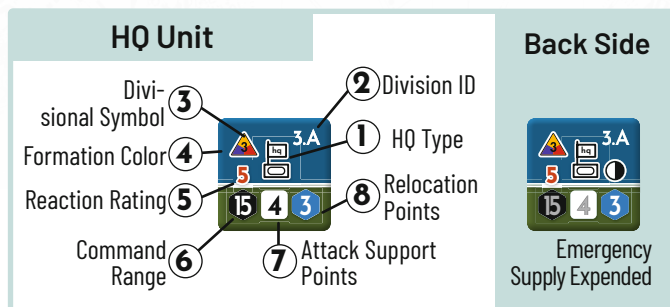 HQ Unit
Back Side
Divi-
sional Symbol
3
2
Division ID
3
3.A
3
3.A
Formation Color
4
hq
1
HQ Type
hq
Reaction Rating
5
5
5
8
Relocation
Points
15
4
3
15
4
3
Command
Range
6
7
Attack Support
Points
Emergency
Supply Expended